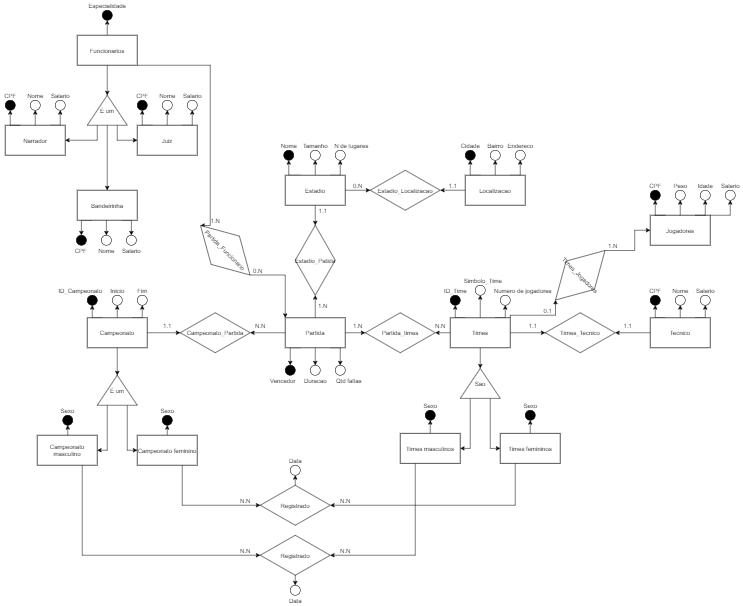 Especialidade
Funcionarios
CPF
Nome
Salario
E um
CPF
Nome
Salario
Narrador
Juiz
Bandeirinha
CPF
Nome
Salario
Nome
Tamanho
N de lugares
Estadio
0.N
Estadio_Localizacao
1.1
Cidade
Bairro
Endereco
Localizacao
CPF
Peso
Idade
Salario
Jogadores
1.N
Partida_Funcionario
0.N
1.1
Estadio_Patida
1.N
1.N
Times_Jogadores
0.1
ID_Campeonato
Inicio
Fim
Campeonato
1.1
Campeonato_Partida
N.N
Partida
1.N
Partida_times
N.N
ID_Time
Simbolo_Time
Numero de jogadores
Times
1.1
Times_Tecnico
1.1
CPF
Nome
Salario
Tecnico
Vencedor
Duracao
Qtd faltas
E um
Sao
Sexo
Sexo
Campeonato
masculino
Campeonato feminino
Sexo
Sexo
Times masculinos
Times femininos
Data
N.N
Registrado
N.N
N.N
Registrado
N.N
Data